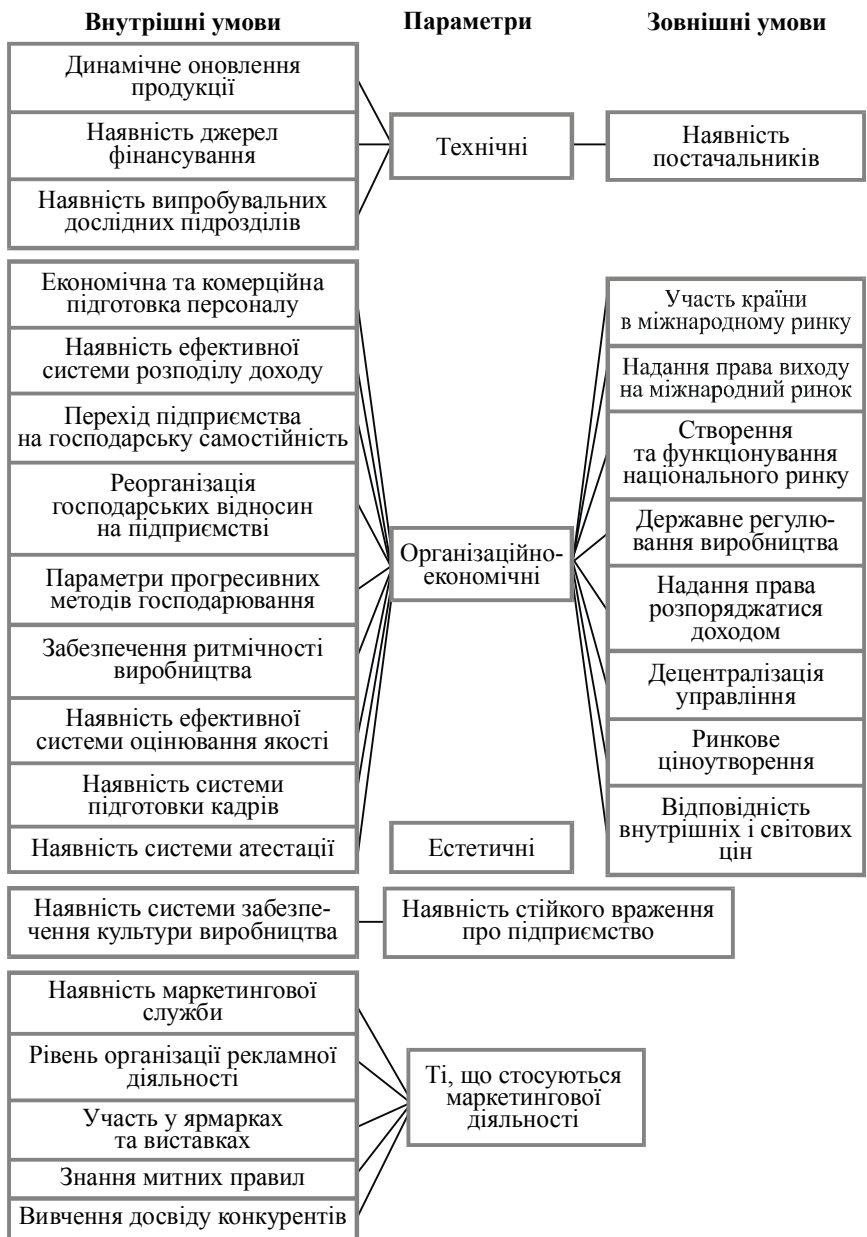 Внутрішні умови
Параметри
Зовнішні умови
Динамічне оновлення
продукції
Наявність джерел
фінансування
Наявність випробувальних
дослідних підрозділів
Технічні
Наявність
постачальників
Економічна та комерційна
підготовка персоналу
Наявність ефективної
системи розподілу доходу
Перехід підприємства
на господарську самостійність
Реорганізація
господарських відносин
на підприємстві
Параметри прогресивних
методів господарювання
Забезпечення ритмічності
виробництва
Наявність ефективної
системи оцінювання якості
Наявність системи
підготовки кадрів
Наявність системи атестації
Організаційно-
економічні
Естетичні
Участь країни
в міжнародному ринку
Надання права виходу
на міжнародний ринок
Створення
та функціонування
національного ринку
Державне регулю-
вання виробництва
Надання права
розпоряджатися
доходом
Децентралізація
управління
Ринкове
ціноутворення
Відповідність
внутрішніх і світових
цін
Наявність системи забезпе-
чення культури виробництва
Наявність стійкого враження
про підприємство
Наявність маркетингової
служби
Рівень організації рекламної
діяльності
Участь у ярмарках
та виставках
Знання митних правил
Вивчення досвіду конкурентів
Ті, що стосуються
маркетингової
діяльності